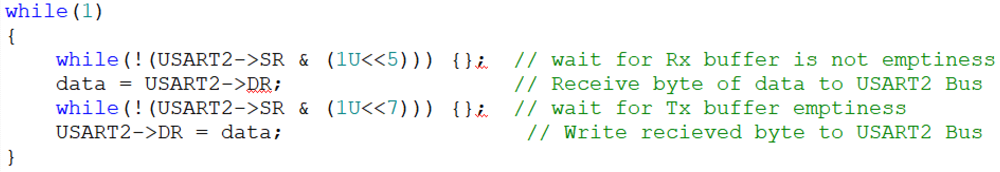 while(1)
{
    while(!(USART2->SR & (1U<<5))) {};  // wait for Rx buffer is not emptiness
    data = USART2->DR;                  // Receive byte of data to USART2 Bus
    while(!(USART2->SR & (1U<<7))) {};  // wait for Tx buffer emptiness
    USART2->DR = data;                   // Write recieved byte to USART2 Bus
}